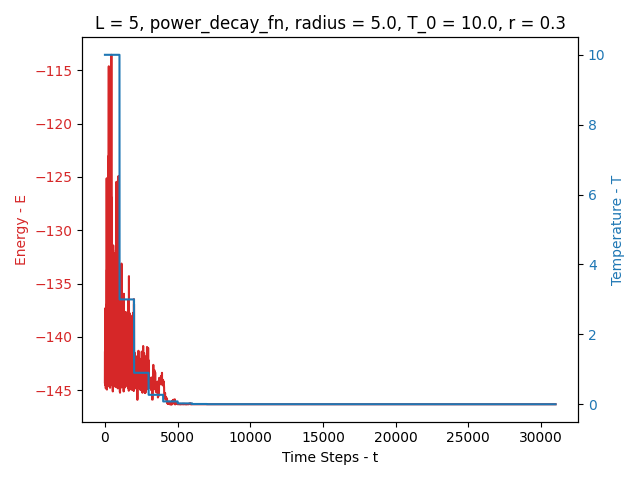 L = 5, power_decay_fn, radius = 5.0, T_0 = 10.0, r = 0.3
−115
−120
−125
−130
−135
−140
−145
Energy - E
10
8
6
4
2
0
Temperature - T
0 5000 10000 15000 20000 25000 30000
Time Steps - t